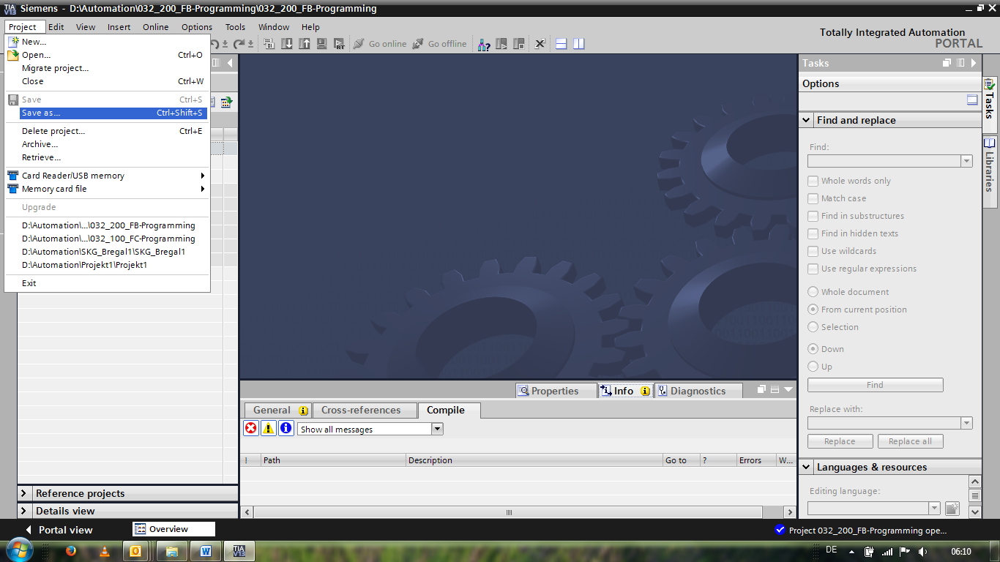 TIA V13 Siemens - D:\Automation\032_200_FB-Programming\032_200_FB-Programming
Project Edit View Insert Online Options Tools Window Help
Totally Integrated Automation
PORTAL
New...
Open... Ctrl+O
Migrate project...
Close Ctrl+W
Save Ctrl+S
Save as... Ctrl+Shift+S
Delete project... Ctrl+E
Archive...
Retrieve...
Card Reader/USB memory
Memory card file
Upgrade
D:\Automation\...\032_200_FB-Programming
D:\Automation\...\032_100_FC-Programming
D:\Automation\SKG_Bregal1\SKG_Bregal1
D:\Automation\Projekt1\Projekt1
Exit
Go online Go offline
Reference projects
Details view
Properties Info Diagnostics
General Cross-references Compile
Show all messages
! Path Description Go to ? Errors W...
Tasks
Options
Find and replace
Find:
Whole words only
Match case
Find in substructures
Find in hidden texts
Use wildcards
Use regular expressions
Whole document
From current position
Selection
Down
Up
Find
Replace with:
Replace Replace all
Languages & resources
Editing language:
Tasks
Libraries
Portal view Overview Project 032_200_FB-Programming ope...
TIA V13 DE 06:10